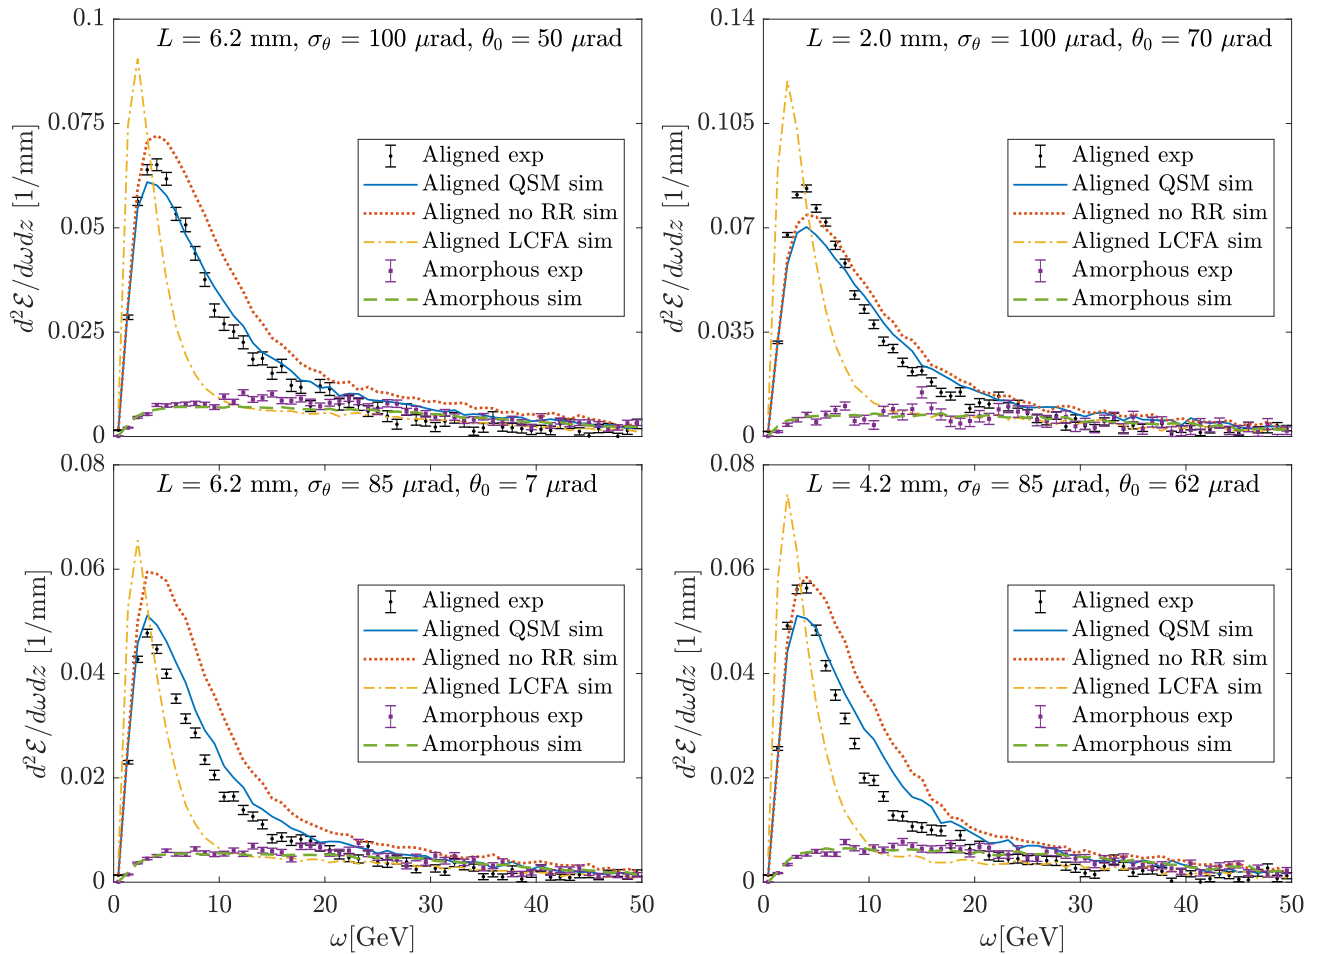 L = 6.2 mm, σ_θ = 100 μrad, θ_0 = 50 μrad
0.1
0.075
0.05
0.025
0
d²ℰ/dωdz [1/mm]
Aligned exp
Aligned QSM sim
Aligned no RR sim
Aligned LCFA sim
Amorphous exp
Amorphous sim
L = 2.0 mm, σ_θ = 100 μrad, θ_0 = 70 μrad
0.14
0.105
0.07
0.035
0
d²ℰ/dωdz [1/mm]
Aligned exp
Aligned QSM sim
Aligned no RR sim
Aligned LCFA sim
Amorphous exp
Amorphous sim
L = 6.2 mm, σ_θ = 85 μrad, θ_0 = 7 μrad
0.08
0.06
0.04
0.02
0
d²ℰ/dωdz [1/mm]
Aligned exp
Aligned QSM sim
Aligned no RR sim
Aligned LCFA sim
Amorphous exp
Amorphous sim
0 10 20 30 40 50
ω[GeV]
L = 4.2 mm, σ_θ = 85 μrad, θ_0 = 62 μrad
0.08
0.06
0.04
0.02
0
d²ℰ/dωdz [1/mm]
Aligned exp
Aligned QSM sim
Aligned no RR sim
Aligned LCFA sim
Amorphous exp
Amorphous sim
0 10 20 30 40 50
ω[GeV]